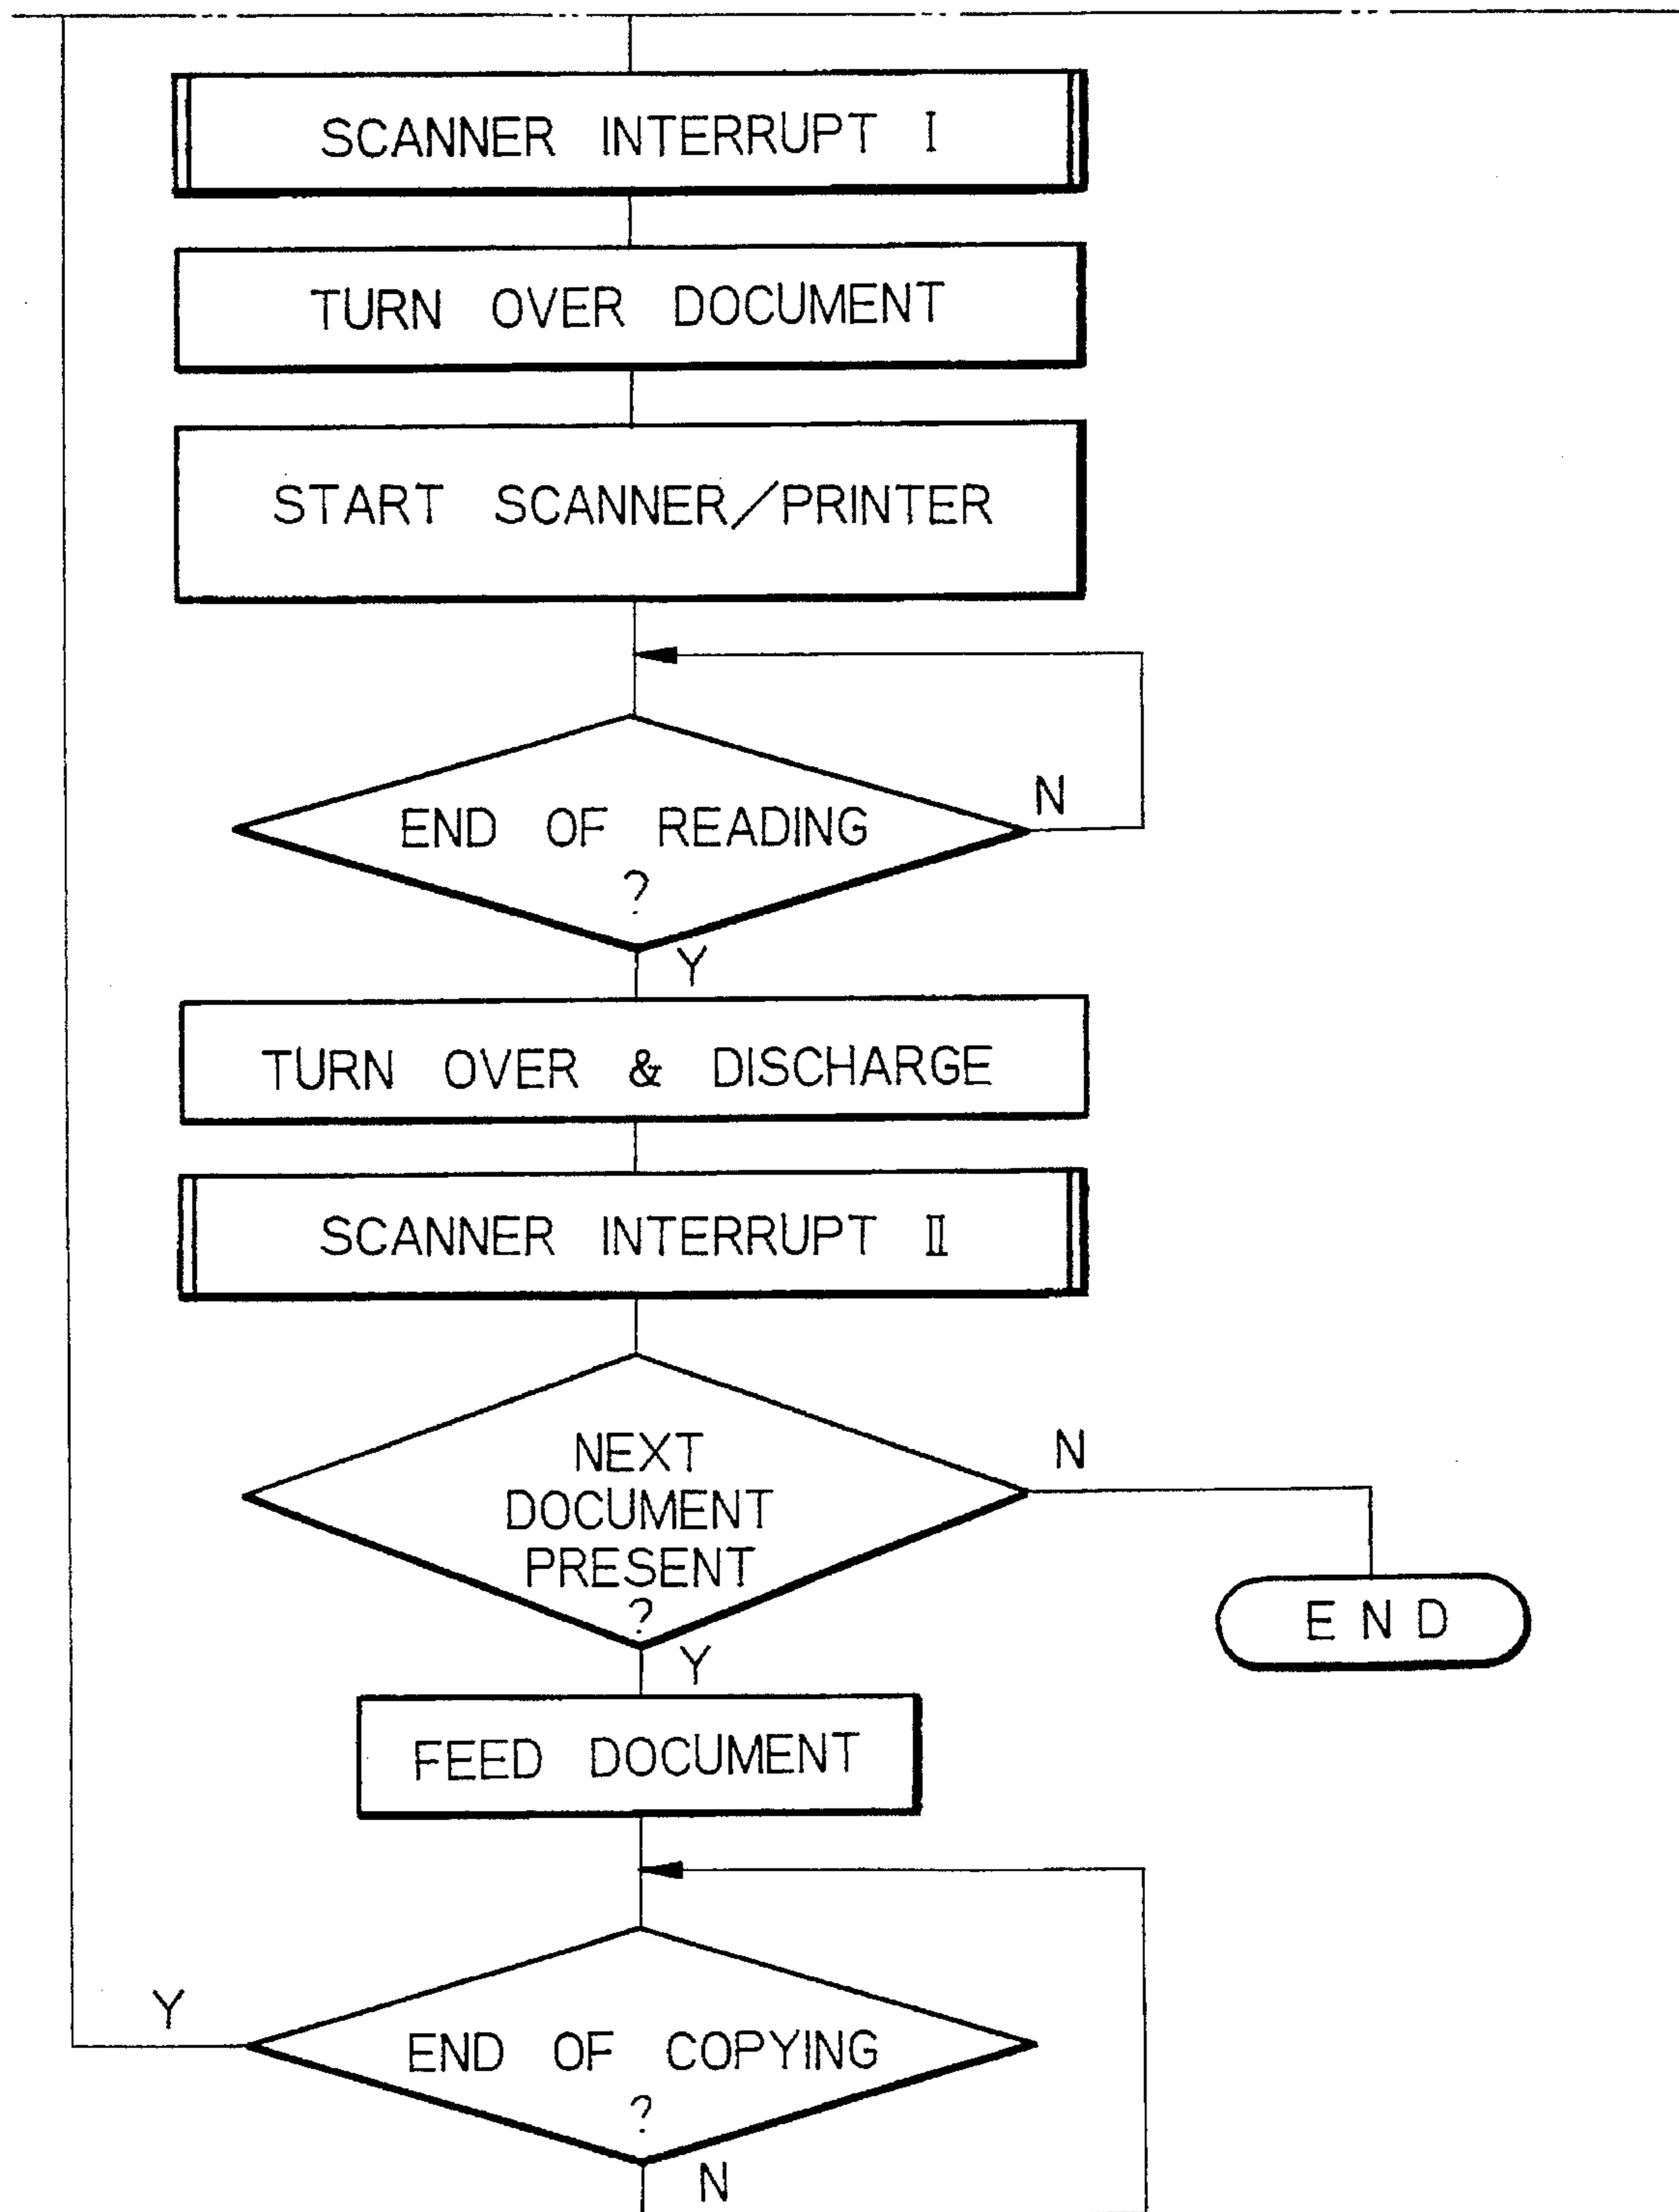 SCANNER INTERRUPT I
TURN OVER DOCUMENT
START SCANNER/PRINTER
N
END OF READING
?
Y
TURN OVER & DISCHARGE
SCANNER INTERRUPT II
N
NEXT
DOCUMENT
PRESENT
?
END
Y
FEED DOCUMENT
Y
END OF COPYING
?
N